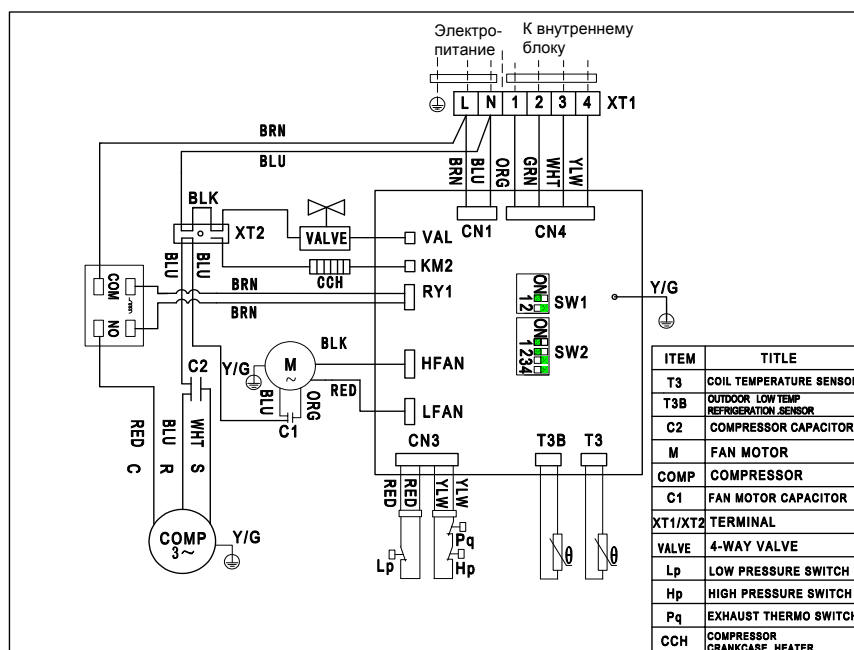 Электро-
питание
К внутреннему
блоку
L N 1 2 3 4 XT1
BRN
BLU
BRN
BLU
ORG
GRN
WHT
YLW
BLK
XT2
VALVE
VAL
CN1
CN4
BLU
BLU
CCH
KM2
COM
NO
BRN
BRN
RY1
ON
12
SW1
Y/G
ON
1234
SW2
BLK
HFAN
C2
Y/G
M
~
RED
LFAN
BLU
ORG
C1
RED C
BLU R
WHT S
CN3
T3B
T3
RED
RED
YLW
YLW
COMP
3~
Y/G
Lp
Pq
Hp
θ
θ
ITEM TITLE
T3 COIL TEMPERATURE SENSOR
T3B OUTDOOR LOW TEMP
REFRIGERATION .SENSOR
C2 COMPRESSOR CAPACITOR
M FAN MOTOR
COMP COMPRESSOR
C1 FAN MOTOR CAPACITOR
XT1/XT2 TERMINAL
VALVE 4-WAY VALVE
Lp LOW PRESSURE SWITCH
Hp HIGH PRESSURE SWITCH
Pq EXHAUST THERMO SWITCH
CCH COMPRESSOR
CRANKCASE HEATER